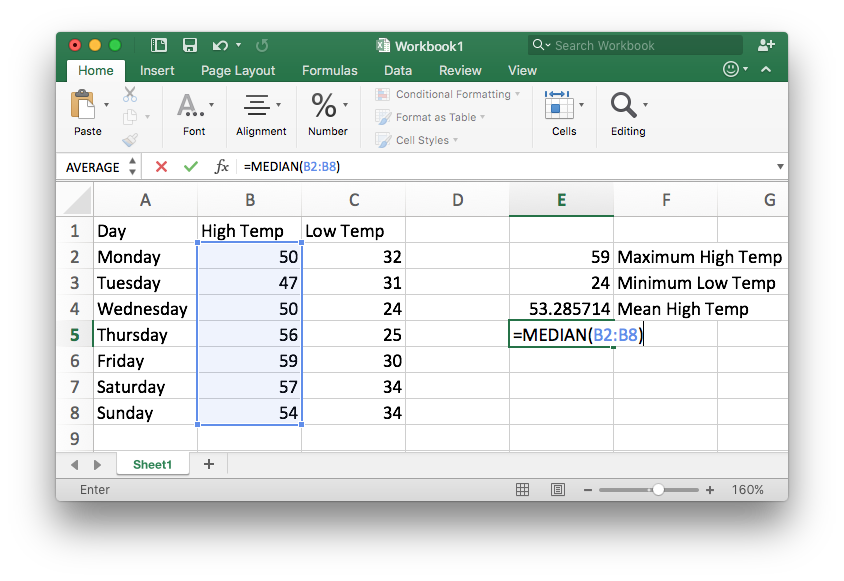 Workbook1
Search Workbook
Home Insert Page Layout Formulas Data Review View
Paste
Font
Alignment
%
Number
Conditional Formatting
Format as Table
Cell Styles
Cells
Editing
AVERAGE fx =MEDIAN(B2:B8)
A B C D E F G
1 Day High Temp Low Temp
2 Monday 50 32 59 Maximum High Temp
3 Tuesday 47 31 24 Minimum Low Temp
4 Wednesday 50 24 53.285714 Mean High Temp
5 Thursday 56 25 =MEDIAN(B2:B8)
6 Friday 59 30
7 Saturday 57 34
8 Sunday 54 34
9
Sheet1 +
Enter 160%